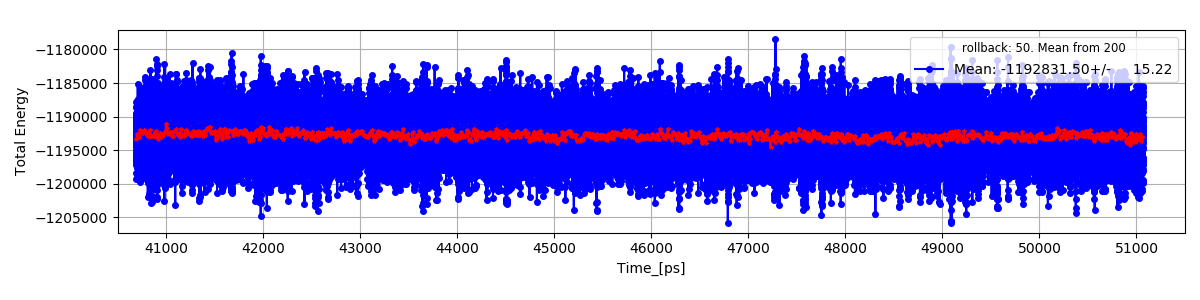 −1180000
−1185000
−1190000
−1195000
−1200000
−1205000
Total Energy
rollback: 50. Mean from 200
Mean: -1192831.50+/- 15.22
41000 42000 43000 44000 45000 46000 47000 48000 49000 50000 51000
Time_[ps]